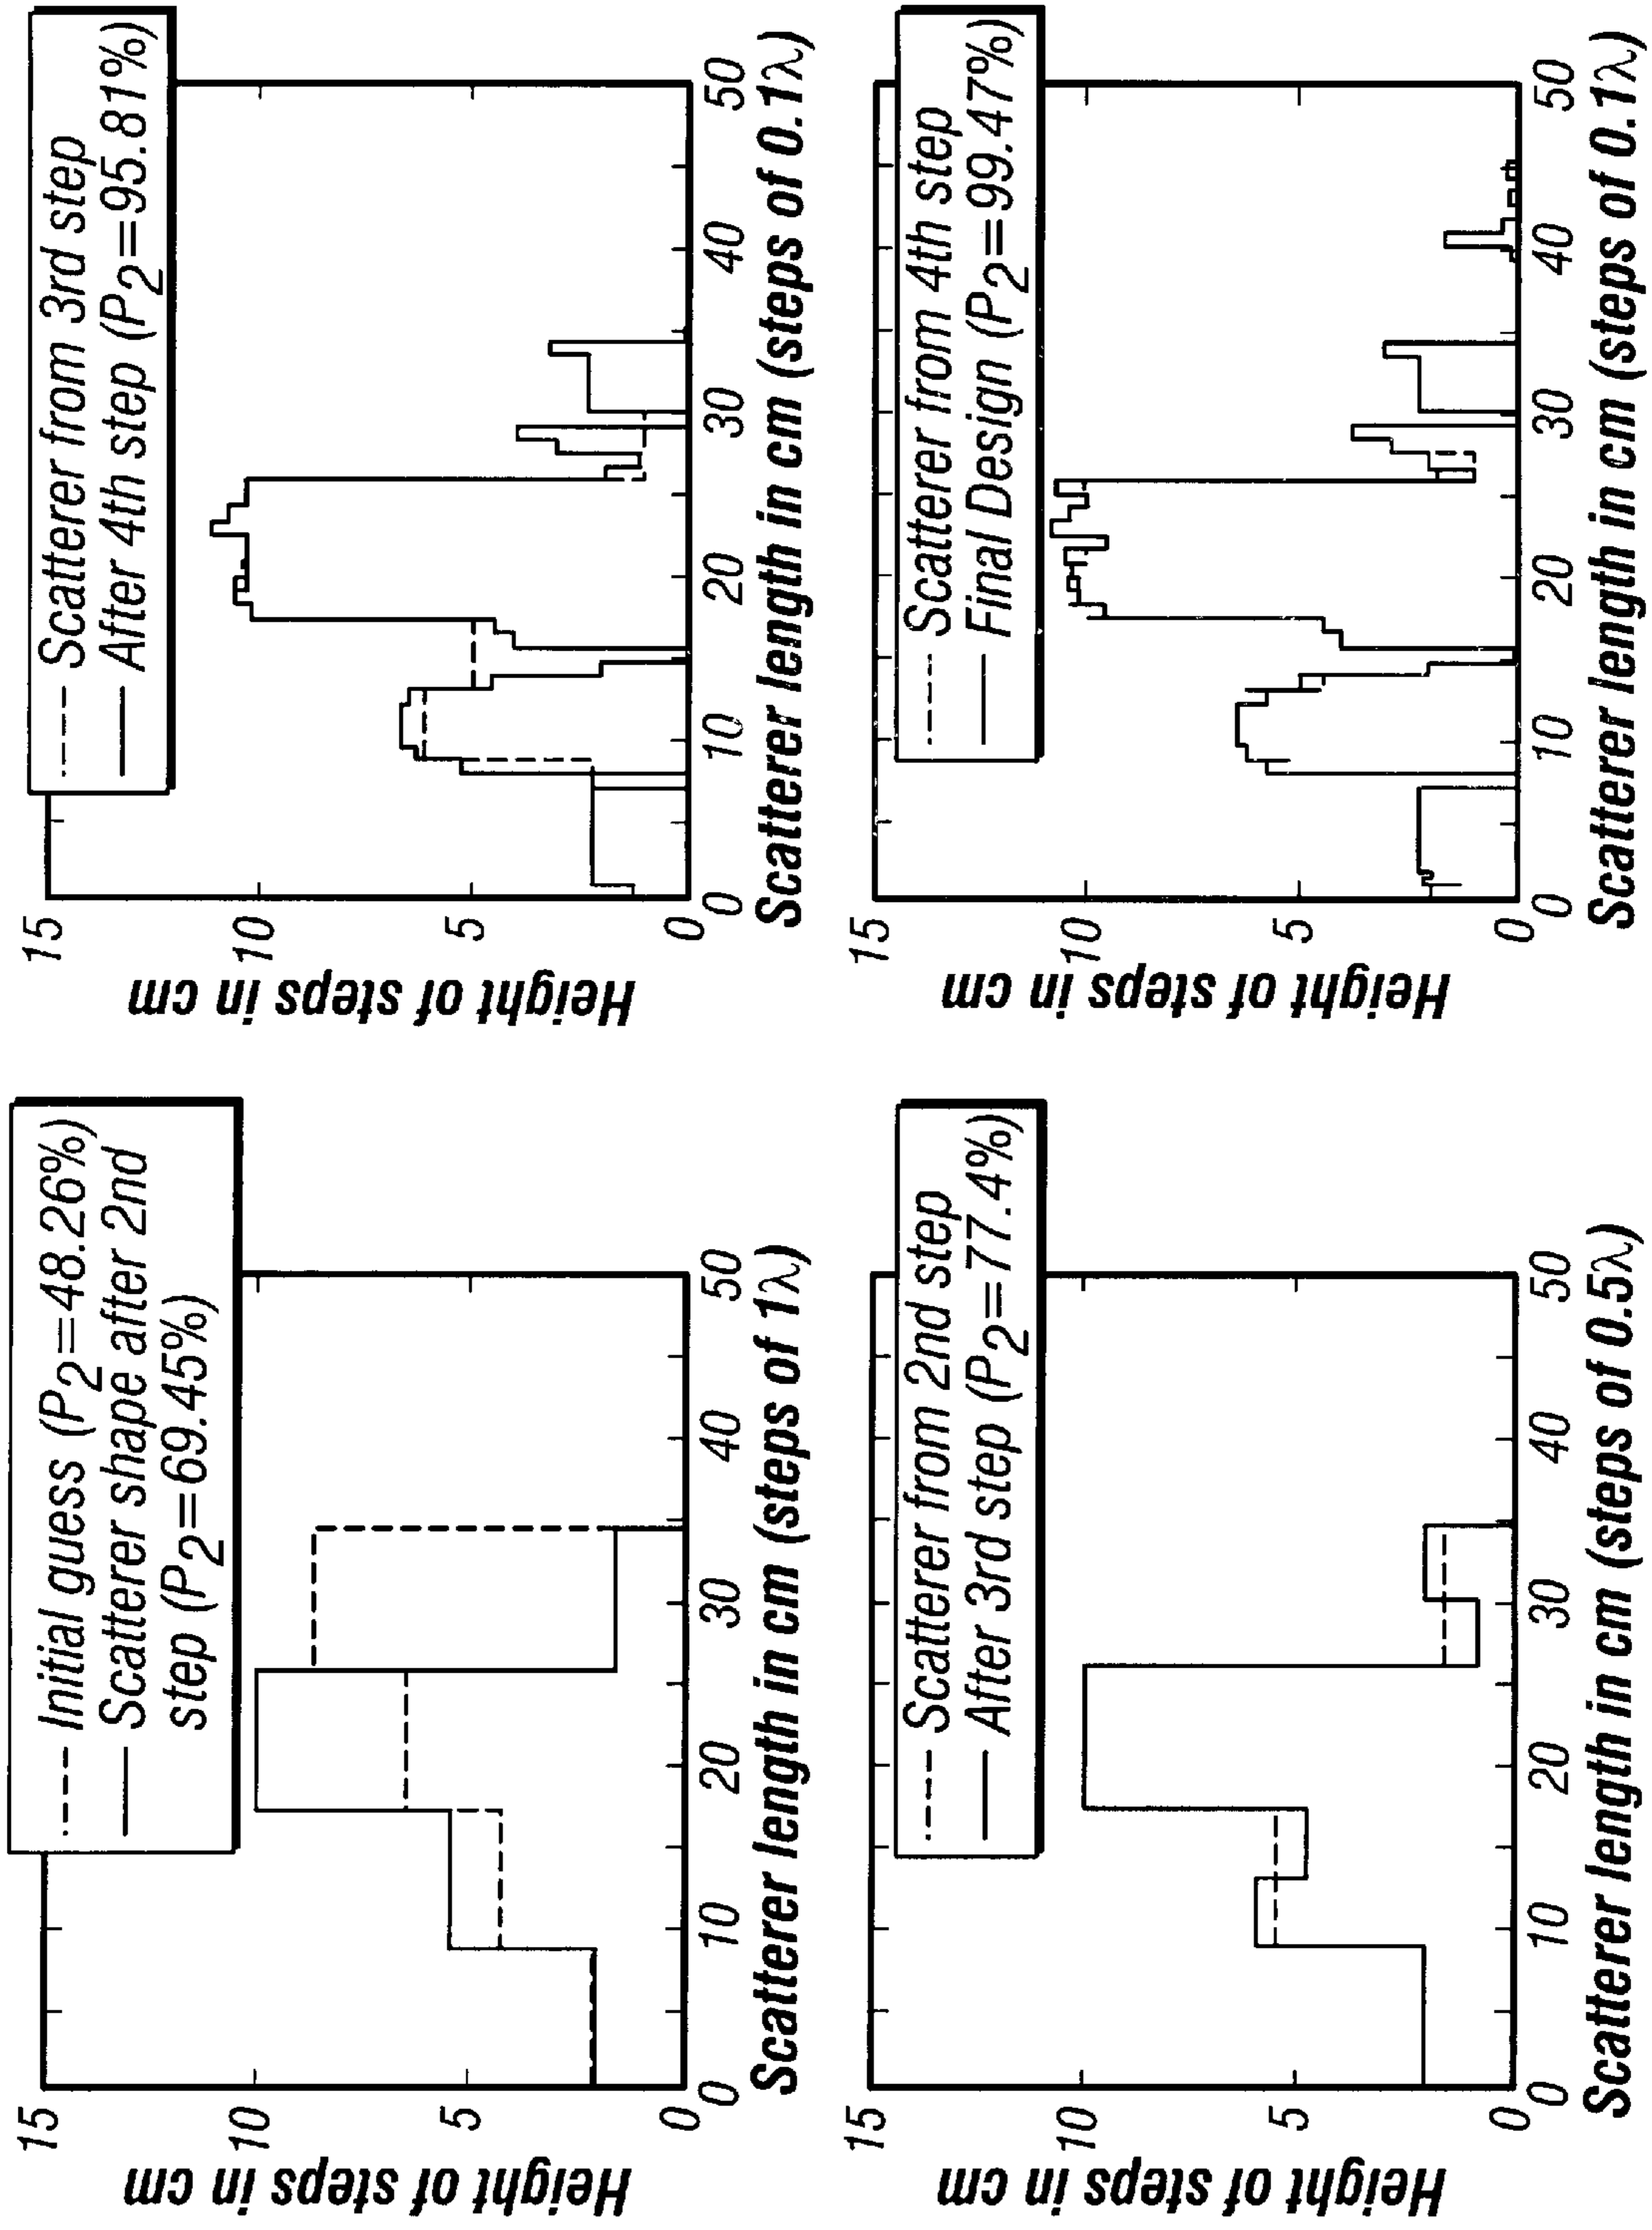 Initial guess (P2=48.26%)
Scatterer shape after 2nd
step (P2=69.45%)
15
10
5
0
Height of steps in cm
0 10 20 30 40 50
Scatterer length in cm (steps of 1λ)
Scatterer from 3rd step
After 4th step (P2=95.81%)
15
10
5
0
Height of steps in cm
0 10 20 30 40 50
Scatterer length in cm (steps of 0.1λ)
Scatterer from 2nd step
After 3rd step (P2=77.4%)
15
10
5
0
Height of steps in cm
0 10 20 30 40 50
Scatterer length in cm (steps of 0.5λ)
Scatterer from 4th step
Final Design (P2=99.47%)
15
10
5
0
Height of steps in cm
0 10 20 30 40 50
Scatterer length in cm (steps of 0.1λ)